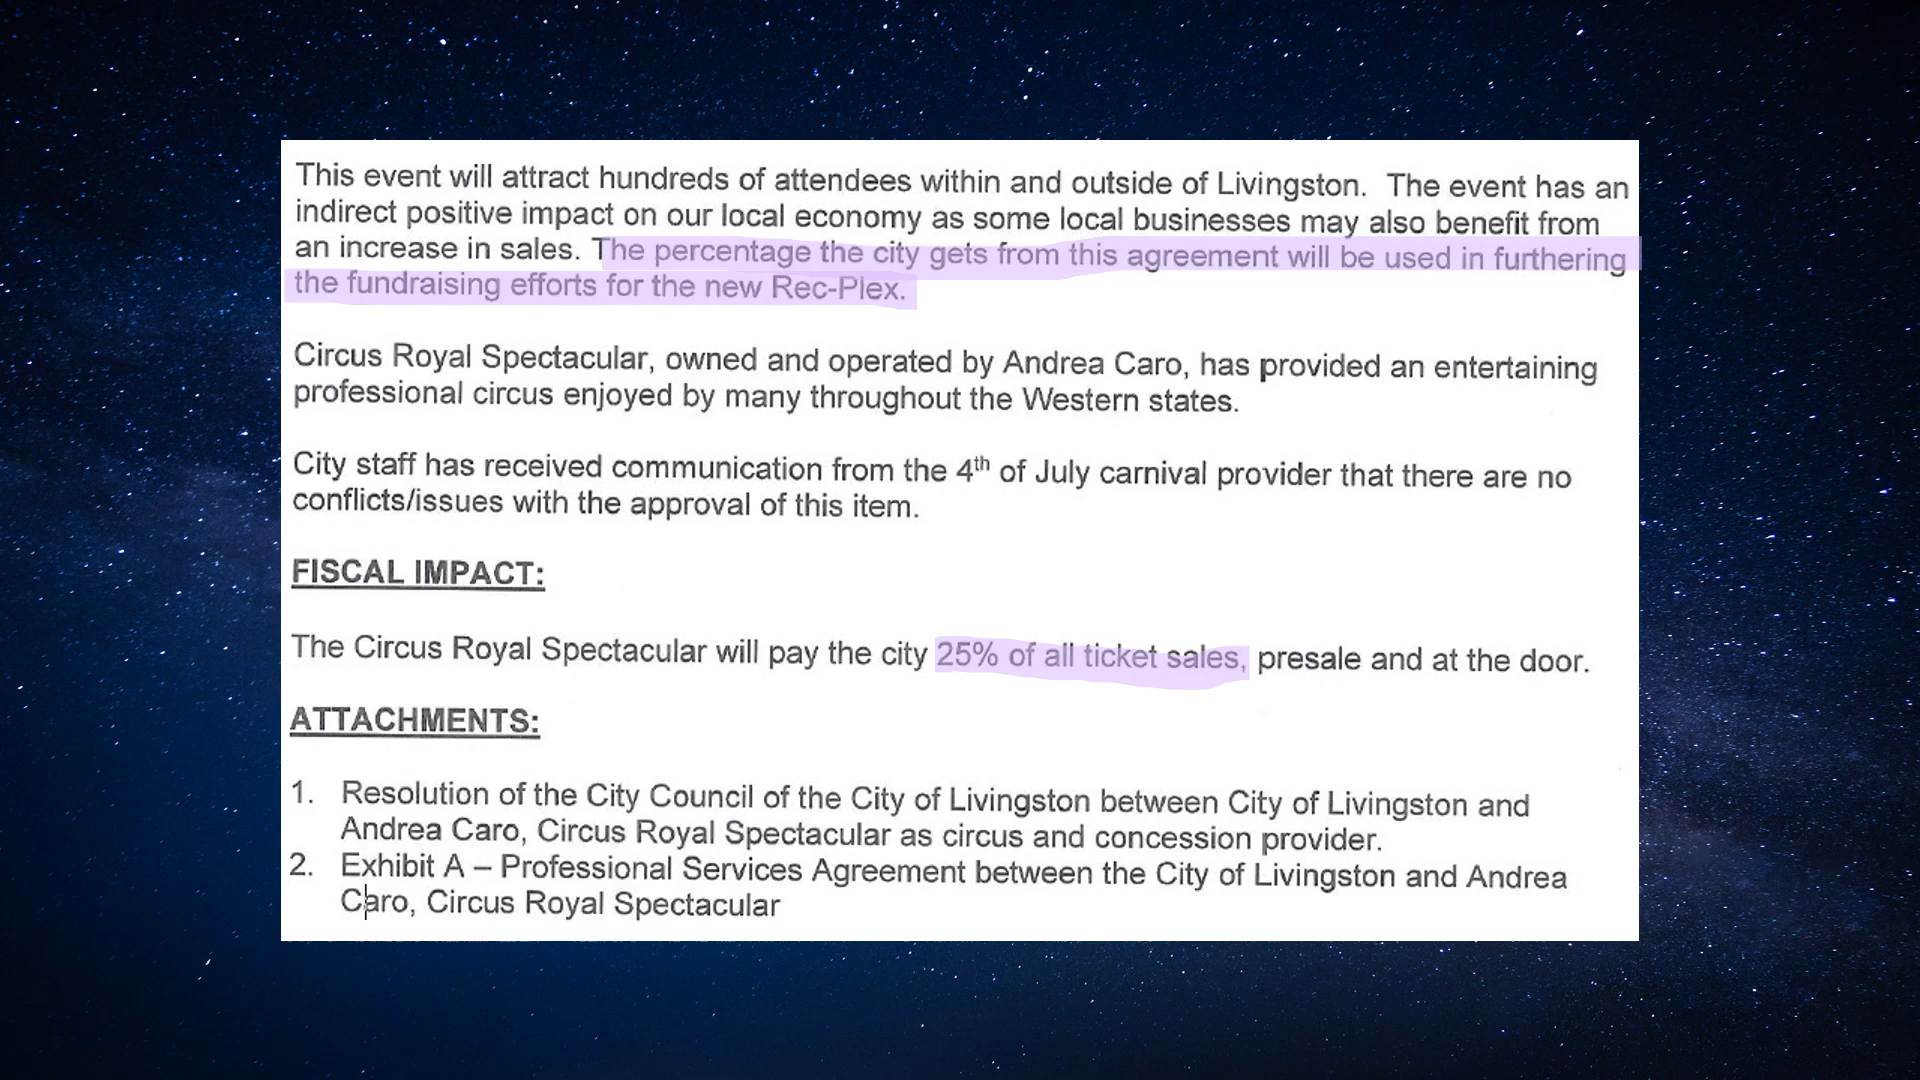 This event will attract hundreds of attendees within and outside of Livingston. The event has an
indirect positive impact on our local economy as some local businesses may also benefit from
an increase in sales. The percentage the city gets from this agreement will be used in furthering
the fundraising efforts for the new Rec-Plex.
Circus Royal Spectacular, owned and operated by Andrea Caro, has provided an entertaining
professional circus enjoyed by many throughout the Western states.
City staff has received communication from the 4th of July carnival provider that there are no
conflicts/issues with the approval of this item.
FISCAL IMPACT:
The Circus Royal Spectacular will pay the city 25% of all ticket sales, presale and at the door.
ATTACHMENTS:
1. Resolution of the City Council of the City of Livingston between City of Livingston and
Andrea Caro, Circus Royal Spectacular as circus and concession provider.
2. Exhibit A – Professional Services Agreement between the City of Livingston and Andrea
Caro, Circus Royal Spectacular